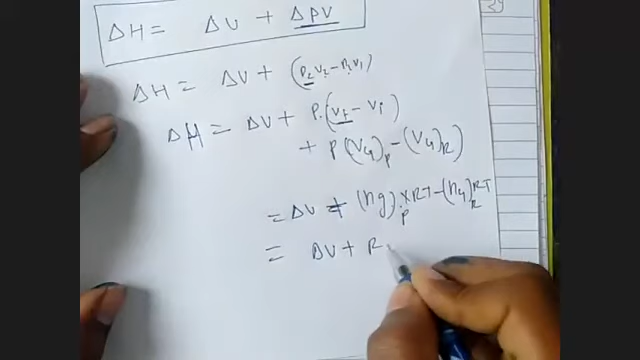 ΔH = ΔU + ΔPV
ΔH = ΔU + (P₂V₂ - P₁V₁)
ΔH = ΔU + P.(V₂ - V₁)
+ P(Vg)p - (Vg)R)
= ΔU + (ng)p × RT - (ng)R RT
= ΔU + R